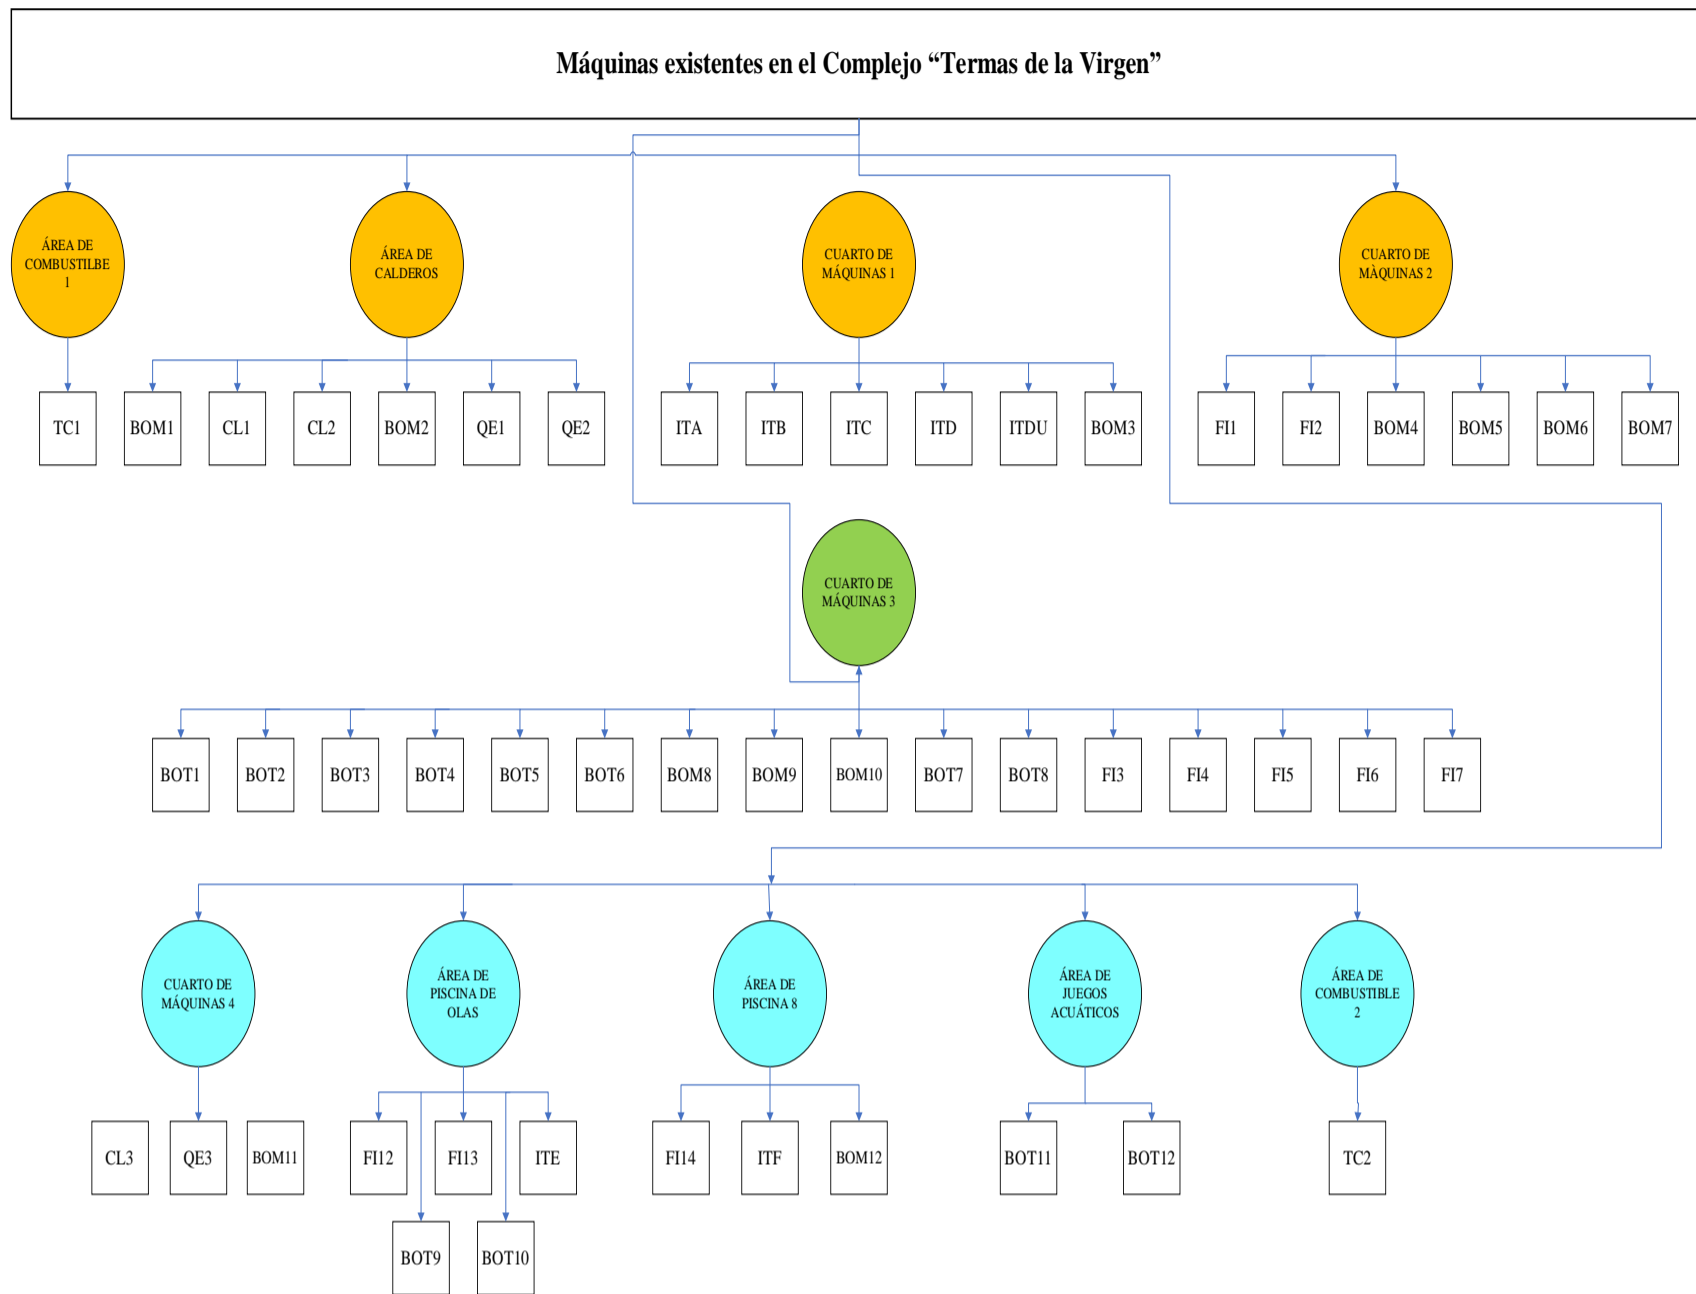 Máquinas existentes en el Complejo “Termas de la Virgen”
ÁREA DE
COMBUSTILBE
1
ÁREA DE
CALDEROS
CUARTO DE
MÁQUINAS 1
CUARTO DE
MÀQUINAS 2
TC1
BOM1
CL1
CL2
BOM2
QE1
QE2
ITA
ITB
ITC
ITD
ITDU
BOM3
FI1
FI2
BOM4
BOM5
BOM6
BOM7
CUARTO DE
MÁQUINAS 3
BOT1
BOT2
BOT3
BOT4
BOT5
BOT6
BOM8
BOM9
BOM10
BOT7
BOT8
FI3
FI4
FI5
FI6
FI7
CUARTO DE
MÁQUINAS 4
ÁREA DE
PISCINA DE
OLAS
ÁREA DE
PISCINA 8
ÁREA DE
JUEGOS
ACUÁTICOS
ÁREA DE
COMBUSTIBLE
2
CL3
QE3
BOM11
FI12
FI13
ITE
FI14
ITF
BOM12
BOT11
BOT12
TC2
BOT9
BOT10